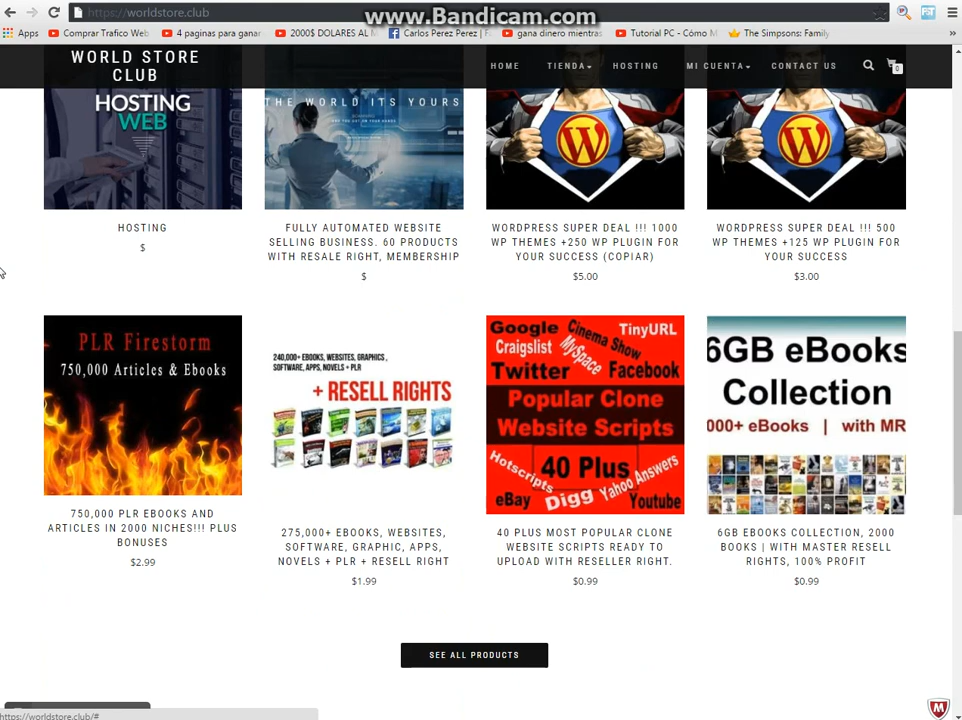 www.Bandicam.com
https://worldstore.club
Apps
Comprar Trafico Web
4 paginas para ganar
2000$ DOLARES AL M
Carlos Perez Perez | F
gana dinero mientras
Tutorial PC - Cómo M
The Simpsons: Family
WORLD STORE
CLUB
HOME
TIENDA
HOSTING
MI CUENTA
CONTACT US
0
HOSTING
WEB
THE WORLD ITS YOURS
HOSTING
$
FULLY AUTOMATED WEBSITE
SELLING BUSINESS. 60 PRODUCTS
WITH RESALE RIGHT, MEMBERSHIP
$
WORDPRESS SUPER DEAL !!! 1000
WP THEMES +250 WP PLUGIN FOR
YOUR SUCCESS (COPIAR)
$5.00
WORDPRESS SUPER DEAL !!! 500
WP THEMES +125 WP PLUGIN FOR
YOUR SUCCESS
$3.00
PLR Firestorm
750,000 Articles & Ebooks
750,000 PLR EBOOKS AND
ARTICLES IN 2000 NICHES!!! PLUS
BONUSES
$2.99
240,000+ EBOOKS, WEBSITES, GRAPHICS,
SOFTWARE, APPS, NOVELS + PLR
+ RESELL RIGHTS
275,000+ EBOOKS, WEBSITES,
SOFTWARE, GRAPHIC, APPS,
NOVELS + PLR + RESELL RIGHT
$1.99
Google
Cinema Show
TinyURL
Craigslist
MySpace
Twitter
Facebook
Popular Clone
Website Scripts
Hotscripts
40 Plus
Yahoo Answers
eBay
Digg
Youtube
40 PLUS MOST POPULAR CLONE
WEBSITE SCRIPTS READY TO
UPLOAD WITH RESELLER RIGHT.
$0.99
6GB eBooks
Collection
000+ eBooks | with MR
6GB EBOOKS COLLECTION, 2000
BOOKS | WITH MASTER RESELL
RIGHTS, 100% PROFIT
$0.99
SEE ALL PRODUCTS
https://worldstore.club/#